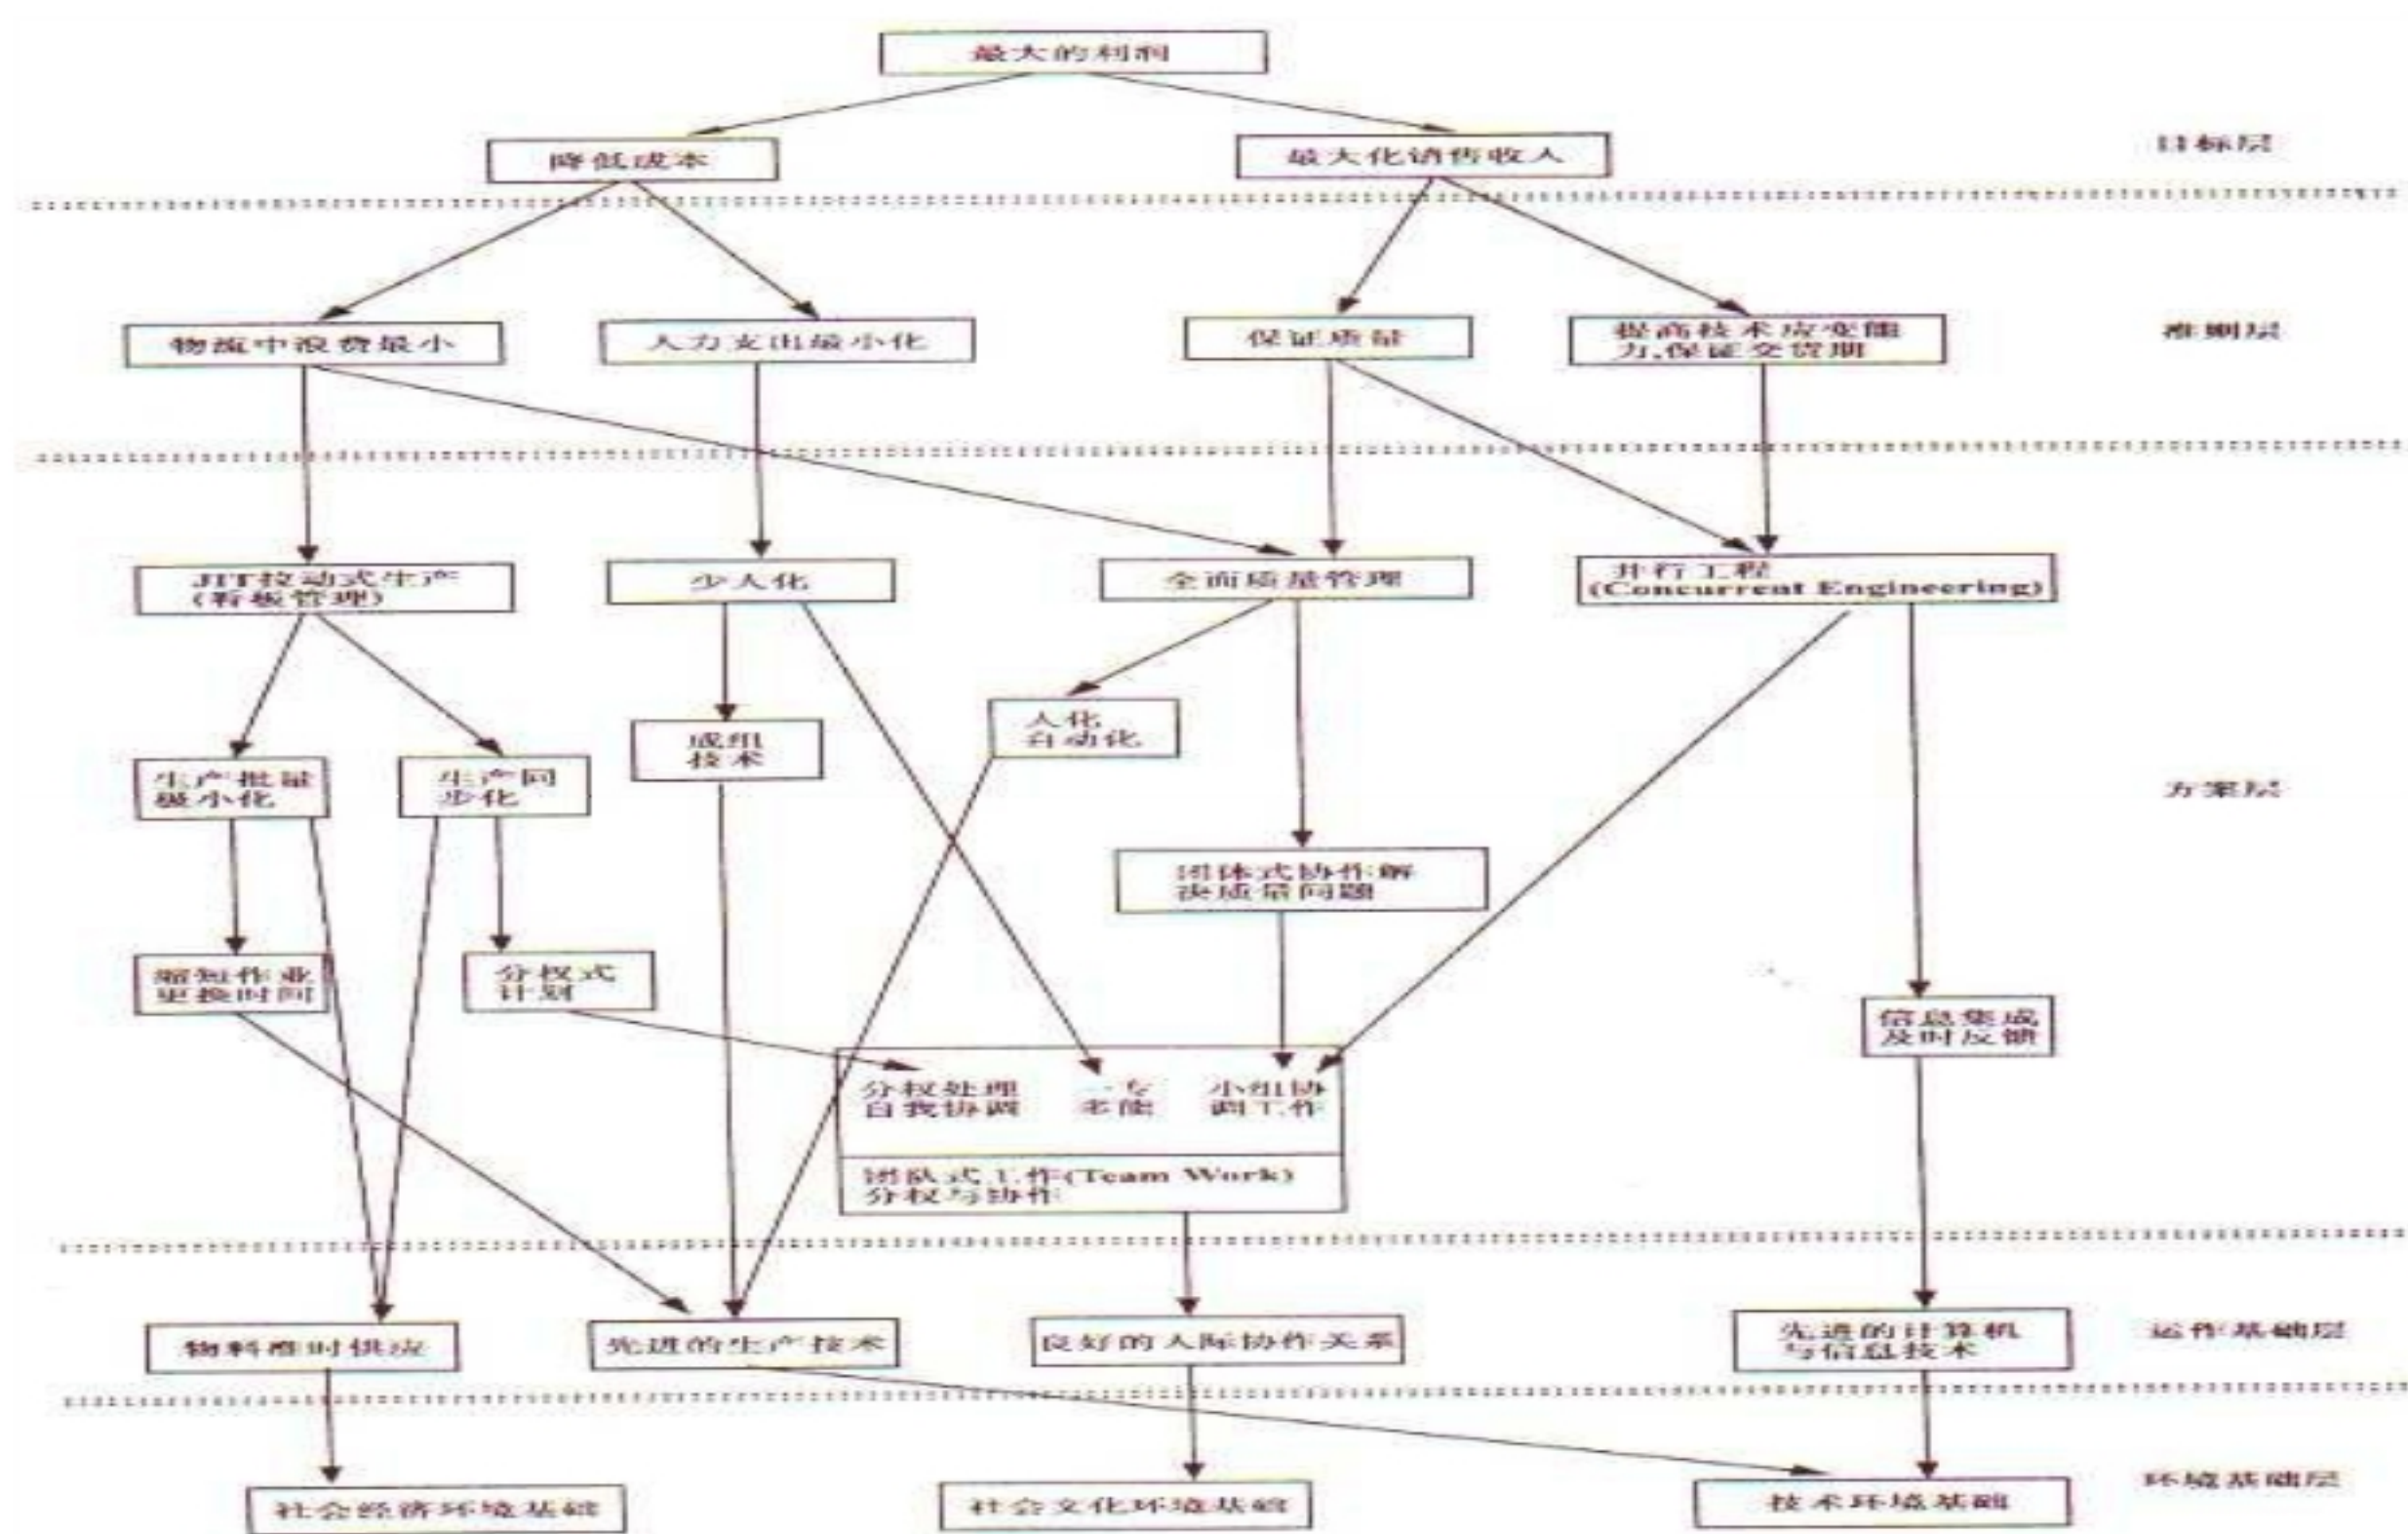 最大的利润
降低成本
最大化销售收人
目标层
物流中浪费最小
人力支出最小化
保证质量
提高技术应变能
力,保证交货期
准则层
JIT拉动式生产
(看板管理)
少人化
全面质量管理
并行工程
(Concurrent Engineering)
人化
自动化
成组
技术
生产批量
极小化
生产同
步化
方案层
团体式协作解
决质量问题
缩短作业
更换时间
分权式
计划
信息集成
及时反馈
分权处理
自我协调
一专
多能
小组协
调工作
团队式工作(Team Work)
分权与协作
物料准时供应
先进的生产技术
良好的人际协作关系
先进的计算机
与信息技术
运作基础层
社会经济环境基础
社会文化环境基础
技术环境基础
环境基础层